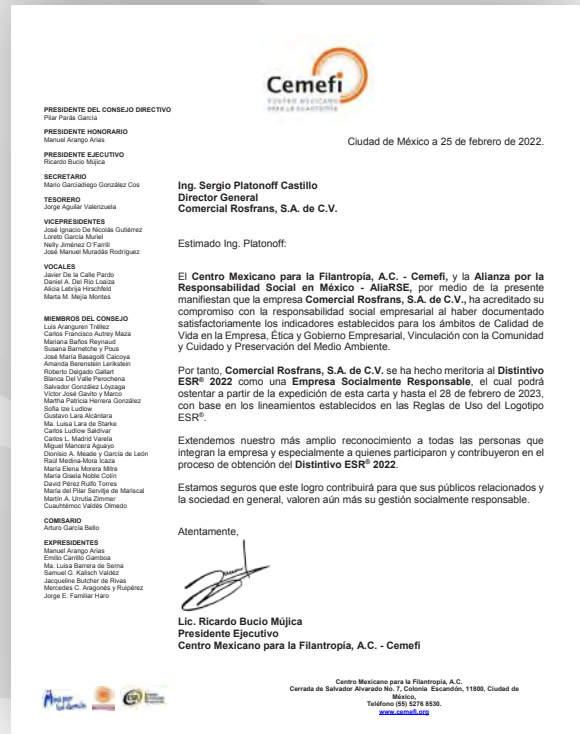 Cemefi
CENTRO MEXICANO
PARA LA FILANTROPÍA
PRESIDENTE DEL CONSEJO DIRECTIVO
Pilar Parás García
PRESIDENTE HONORARIO
Manuel Arango Arias
PRESIDENTE EJECUTIVO
Ricardo Bucio Mújica
SECRETARIO
Mario Garciadiego González Cos
TESORERO
Jorge Aguilar Valenzuela
VICEPRESIDENTES
José Ignacio De Nicolás Gutiérrez
Loreto García Muriel
Nelly Jiménez O'Farrill
José Manuel Muradás Rodríguez
VOCALES
Javier De la Calle Pardo
Daniel A. Del Río Loaiza
Alicia Lebrija Hirschfeld
Marta M. Mejía Montes
MIEMBROS DEL CONSEJO
Luis Aranguren Tréllez
Carlos Francisco Autrey Maza
Mariana Baños Reynaud
Susana Barnetche y Pous
José María Basagoiti Caicoya
Amanda Berenstein Lerikstein
Roberto Delgado Gallart
Blanca Del Valle Perochena
Salvador González Lóyzaga
Víctor José Gavito y Marco
Martha Patricia Herrera González
Sofía Ize Ludlow
Gustavo Lara Alcántara
Ma. Luisa Lara de Starke
Carlos Ludlow Saldívar
Carlos L. Madrid Varela
Miguel Mancera Aguayo
Dionisio A. Meade y García de León
Raúl Medina-Mora Icaza
María Elena Morera Mitre
María Gisela Noble Colín
David Pérez Rulfo Torres
María del Pilar Servitje de Mariscal
Martín A. Urrutia Zimmer
Cuauhtémoc Valdés Olmedo
COMISARIO
Arturo García Bello
EXPRESIDENTES
Manuel Arango Arias
Emilio Carrillo Gamboa
Ma. Luisa Barrera de Serna
Samuel G. Kalisch Valdéz
Jacqueline Butcher de Rivas
Mercedes C. Aragonés y Ruipérez
Jorge E. Familiar Haro
Ciudad de México a 25 de febrero de 2022.
Ing. Sergio Platonoff Castillo
Director General
Comercial Rosfrans, S.A. de C.V.
Estimado Ing. Platonoff:
El Centro Mexicano para la Filantropía, A.C. - Cemefi, y la Alianza por la
Responsabilidad Social en México - AliaRSE, por medio de la presente
manifiestan que la empresa Comercial Rosfrans, S.A. de C.V., ha acreditado su
compromiso con la responsabilidad social empresarial al haber documentado
satisfactoriamente los indicadores establecidos para los ámbitos de Calidad de
Vida en la Empresa, Ética y Gobierno Empresarial, Vinculación con la Comunidad
y Cuidado y Preservación del Medio Ambiente.
Por tanto, Comercial Rosfrans, S.A. de C.V. se ha hecho meritoria al Distintivo
ESR® 2022 como una Empresa Socialmente Responsable, el cual podrá
ostentar a partir de la expedición de esta carta y hasta el 28 de febrero de 2023,
con base en los lineamientos establecidos en las Reglas de Uso del Logotipo
ESR®.
Extendemos nuestro más amplio reconocimiento a todas las personas que
integran la empresa y especialmente a quienes participaron y contribuyeron en el
proceso de obtención del Distintivo ESR® 2022.
Estamos seguros que este logro contribuirá para que sus públicos relacionados y
la sociedad en general, valoren aún más su gestión socialmente responsable.
Atentamente,
Lic. Ricardo Bucio Mújica
Presidente Ejecutivo
Centro Mexicano para la Filantropía, A.C. - Cemefi
Centro Mexicano para la Filantropía, A.C.
Cerrada de Salvador Alvarado No. 7, Colonia Escandón, 11800, Ciudad de
México,
Teléfono (55) 5276 8530.
www.cemefi.org